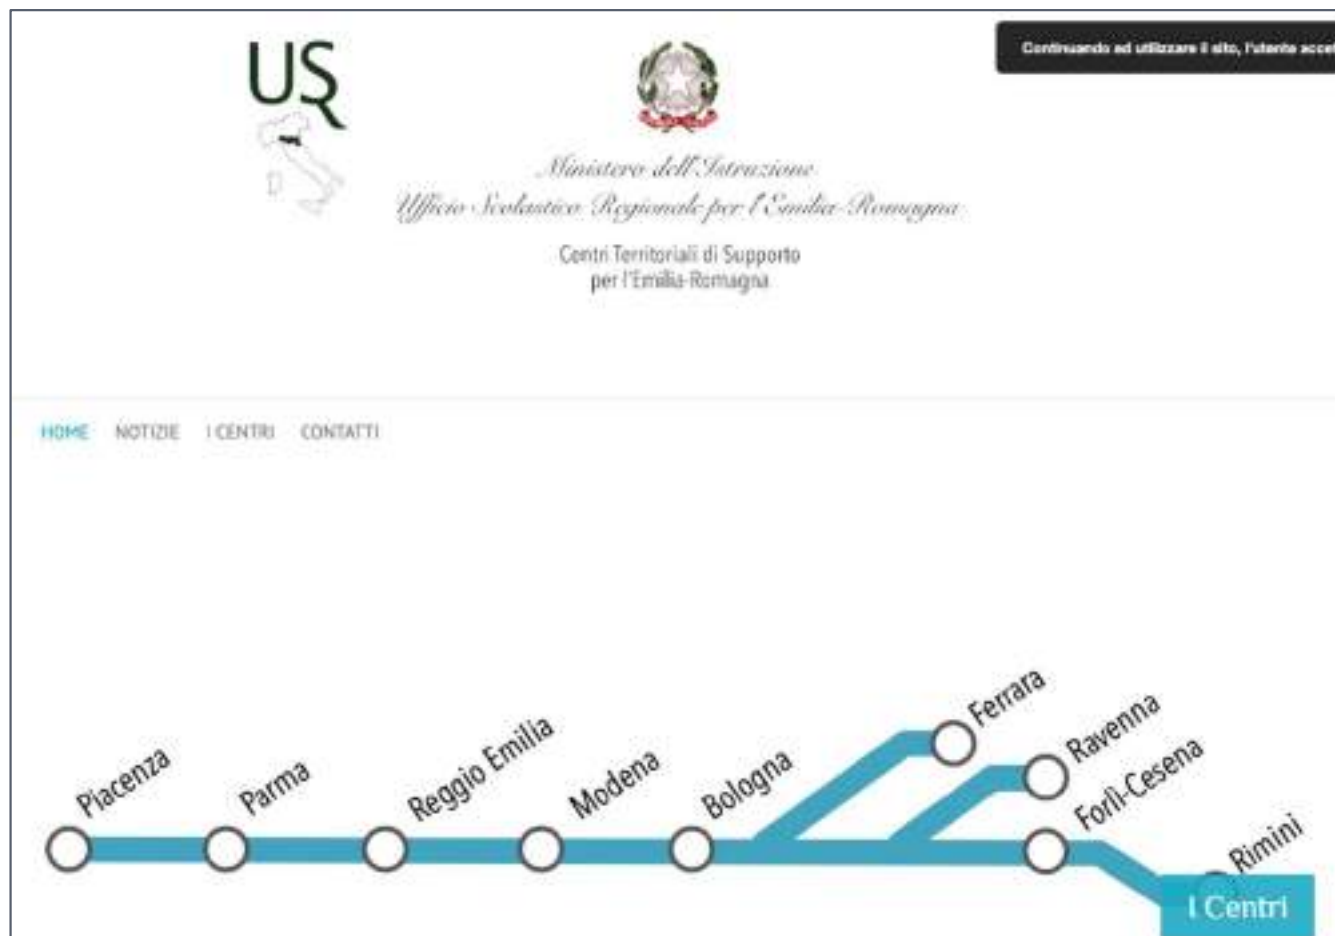 USR
Continuando ad utilizzare il sito, l'utente
Ministero dell'Istruzione
Ufficio Scolastico Regionale per l'Emilia-Romagna
Centri Territoriali di Supporto
per l'Emilia-Romagna
HOME NOTIZIE I CENTRI CONTATTI
Piacenza
Parma
Reggio Emilia
Modena
Bologna
Ferrara
Ravenna
Forlì-Cesena
Rimini
I Centri